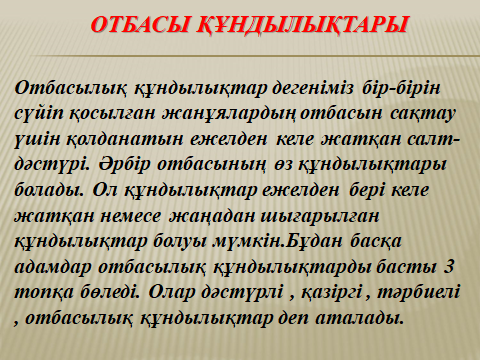 ОТБАСЫ ҚҰНДЫЛЫҚТАРЫ
Отбасылық құндылықтар дегеніміз бір-бірін
сүйіп қосылған жанұялардың отбасын сақтау
үшін қолданатын ежелден келе жатқан салт-
дәстүрі. Әрбір отбасының өз құндылықтары
болады. Ол құндылықтар ежелден бері келе
жатқан немесе жаңадан шығарылған
құндылықтар болуы мүмкін.Бұдан басқа
адамдар отбасылық құндылықтарды басты 3
топқа бөледі. Олар дәстүрлі , қазіргі , тәрбиелі
, отбасылық құндылықтар деп аталады.